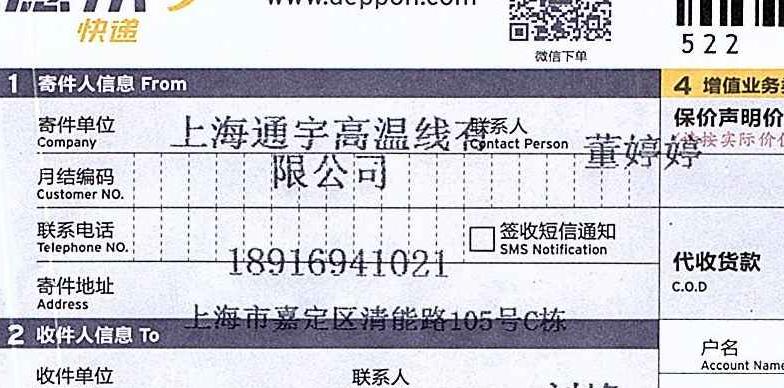 快递
www.deppon.com
微信下单
522
1 寄件人信息 From
4 增值业务
寄件单位
Company
上海通宇高温线有
限公司
联系人
Contact Person
董婷婷
保价声明价
请按实际价
月结编码
Customer NO.
联系电话
Telephone NO.
18916941021
签收短信通知
SMS Notification
代收货款
C.O.D
寄件地址
Address
上海市嘉定区清能路105号C栋
2 收件人信息 To
户名
Account Nam
收件单位
联系人